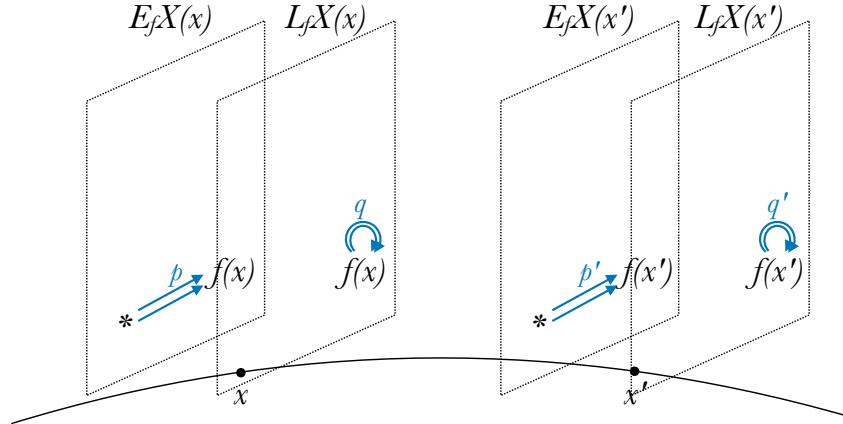 E_fX(x) L_fX(x) E_fX(x') L_fX(x')
q q'
p f(x) f(x) p' f(x') f(x')
* *
x x'